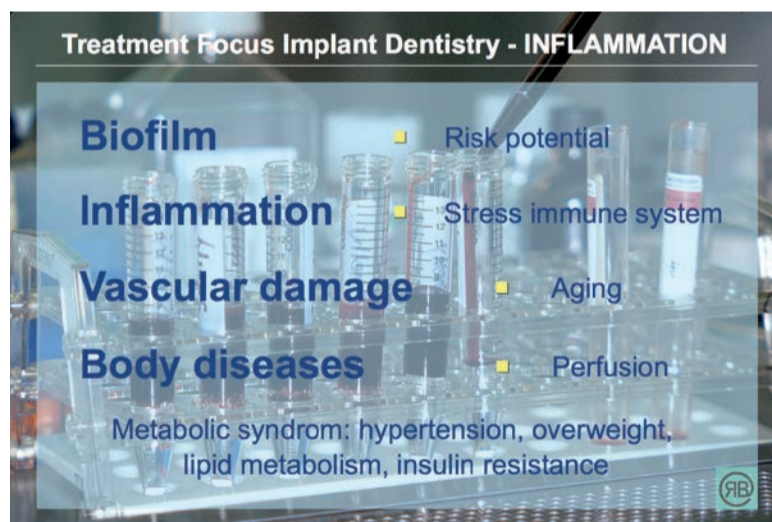 Treatment Focus Implant Dentistry - INFLAMMATION
Biofilm Risk potential
Inflammation Stress immune system
Vascular damage Aging
Body diseases Perfusion
Metabolic syndrom: hypertension, overweight,
lipid metabolism, insulin resistance